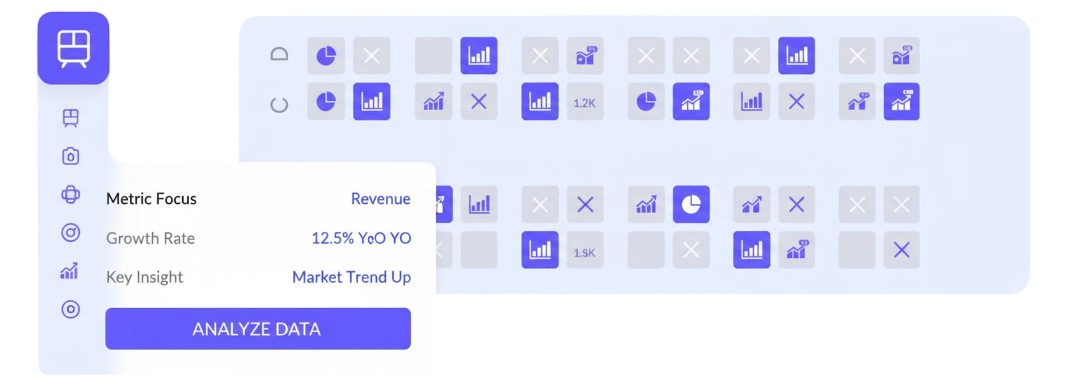 1.2K
Metric Focus Revenue
Growth Rate 12.5% YoO YO
1.8K
Key Insight Market Trend Up
ANALYZE DATA